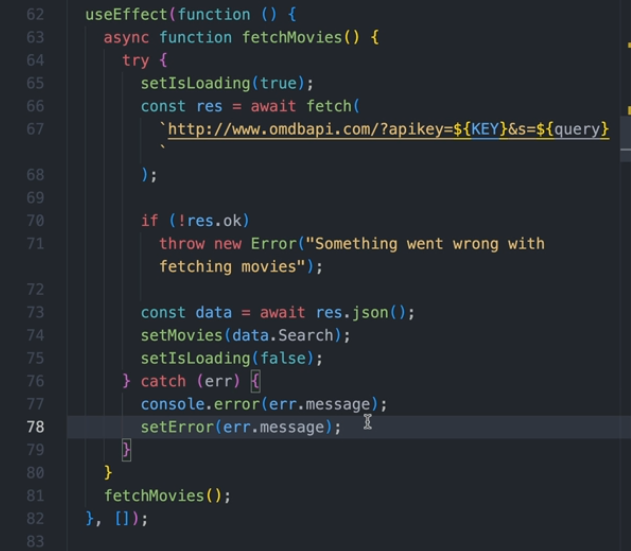 62 useEffect(function () {
63 async function fetchMovies() {
64 try {
65 setIsLoading(true);
66 const res = await fetch(
67 `http://www.omdbapi.com/?apikey=${KEY}&s=${query}
`
68 );
69
70 if (!res.ok)
71 throw new Error("Something went wrong with
fetching movies");
72
73 const data = await res.json();
74 setMovies(data.Search);
75 setIsLoading(false);
76 } catch (err) {
77 console.error(err.message);
78 setError(err.message);
79 }
80 }
81 fetchMovies();
82 }, []);
83